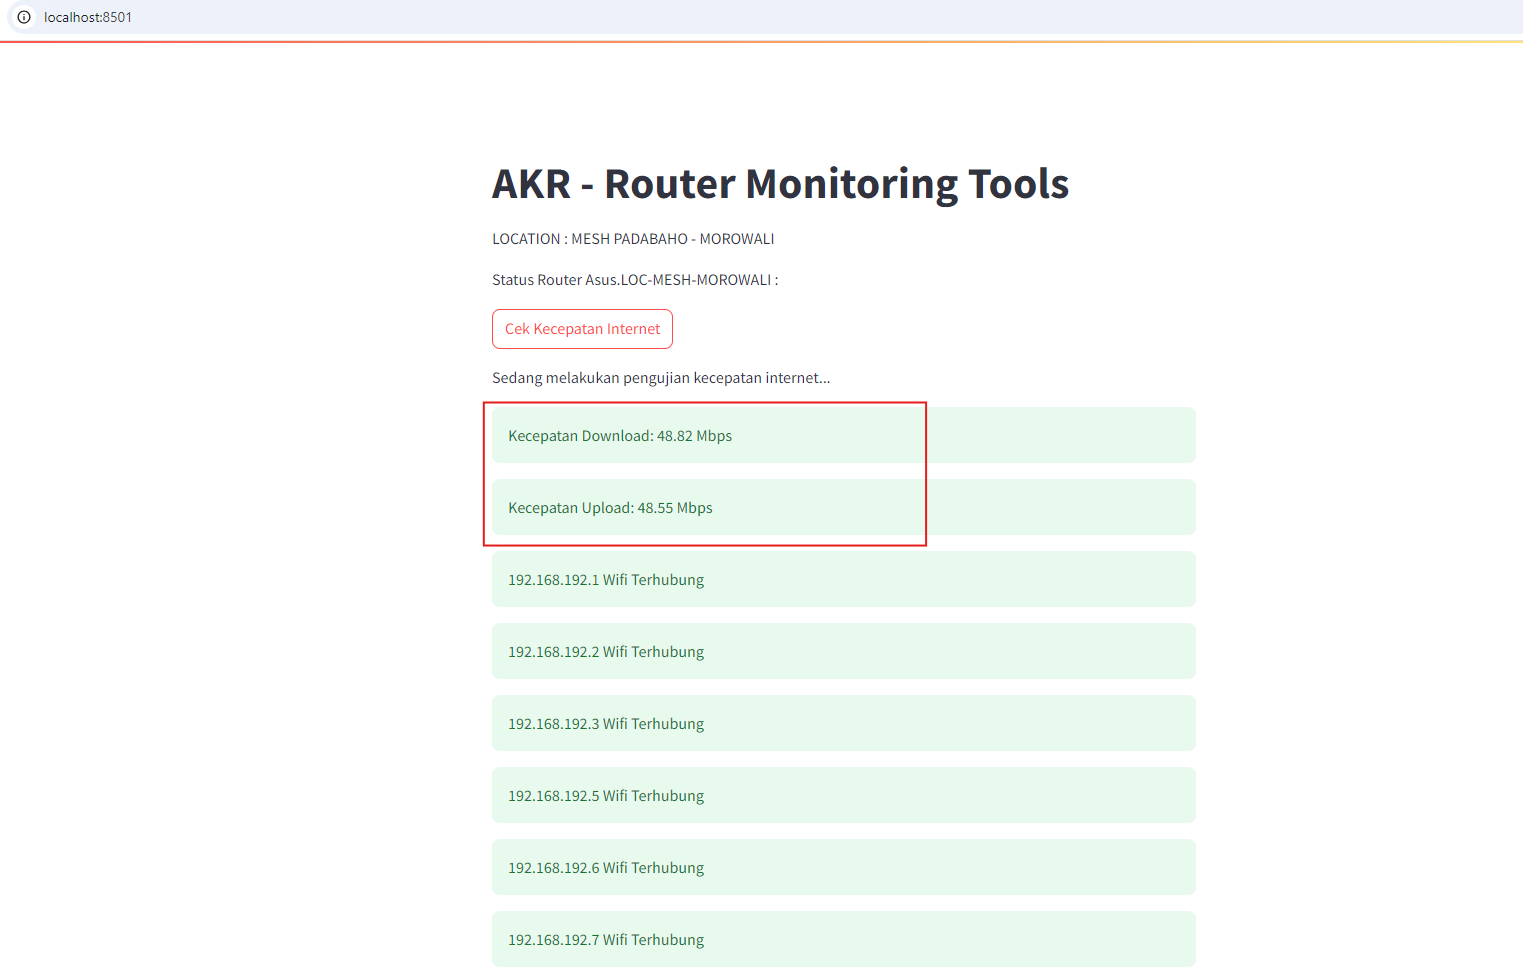 localhost:8501
AKR - Router Monitoring Tools
LOCATION : MESH PADABAHO - MOROWALI
Status Router Asus.LOC-MESH-MOROWALI :
Cek Kecepatan Internet
Sedang melakukan pengujian kecepatan internet...
Kecepatan Download: 48.82 Mbps
Kecepatan Upload: 48.55 Mbps
192.168.192.1 Wifi Terhubung
192.168.192.2 Wifi Terhubung
192.168.192.3 Wifi Terhubung
192.168.192.5 Wifi Terhubung
192.168.192.6 Wifi Terhubung
192.168.192.7 Wifi Terhubung